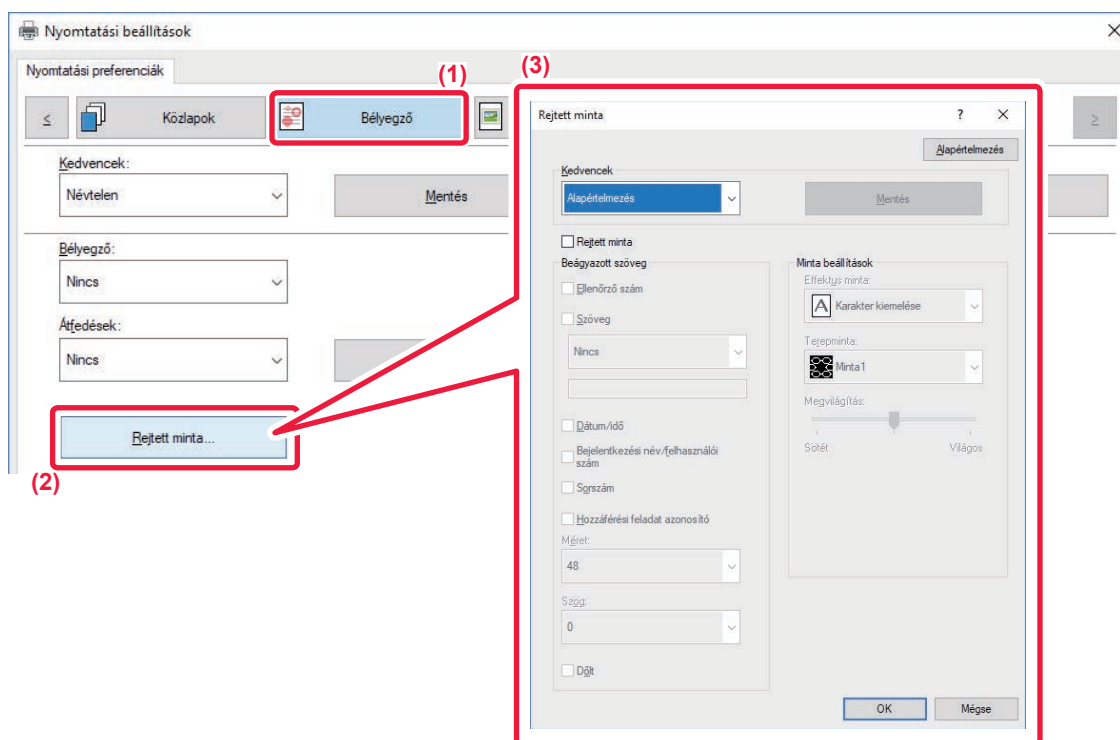 Nyomtatási beállítások
Nyomtatási preferenciák
(1)
(3)
<
Közlapok
Bélyegző
>
Kedvencek:
Névtelen
Mentés
Bélyegző:
Nincs
Átfedések:
Nincs
Rejtett minta...
(2)
Rejtett minta
?
Alapértelmezés
Kedvencek
Alapértelmezés
Mentés
Rejtett minta
Beágyazott szöveg
Ellenőrző szám
Szöveg
Nincs
Dátum/idő
Bejelentkezési név/felhasználói
szám
Sorszám
Hozzáférési feladat azonosító
Méret:
48
Szög:
0
Dőlt
Minta beállítások
Effektus minta:
A Karakter kiemelése
Terepminta:
Minta1
Megvilágítás:
Sötét
Világos
OK
Mégse